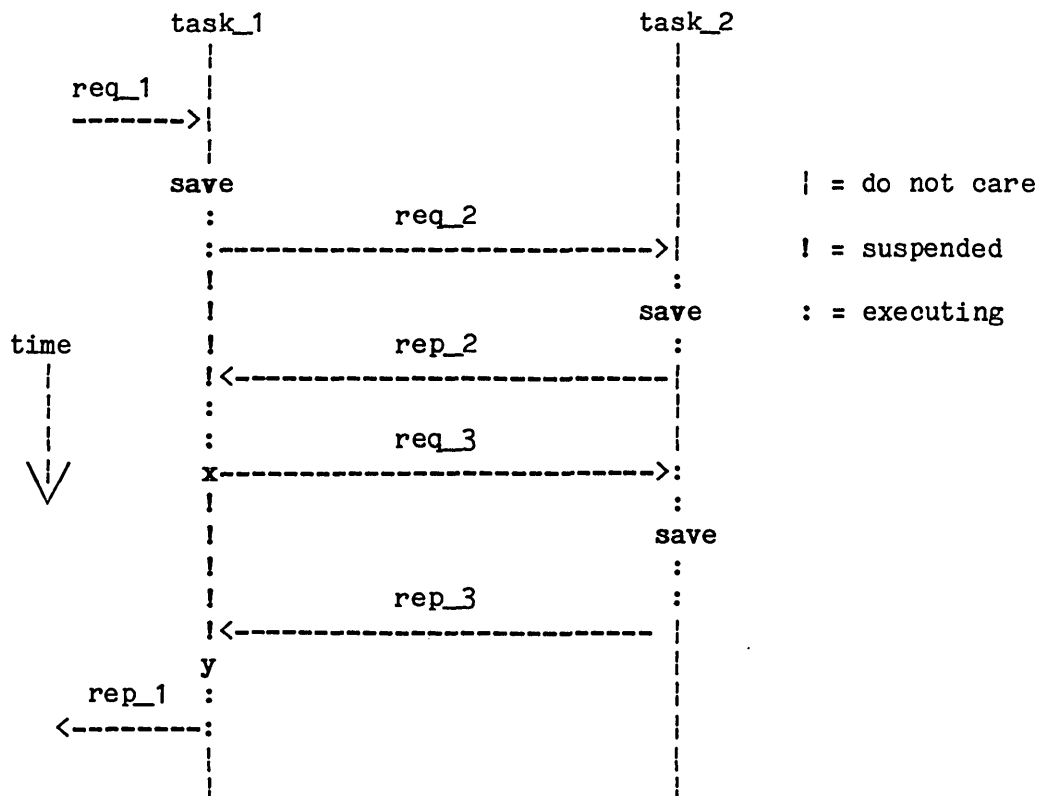 task_1 task_2
req_1
save | = do not care
req_2
! = suspended
save : = executing
time rep_2
req_3
x
save
rep_3
y
rep_1